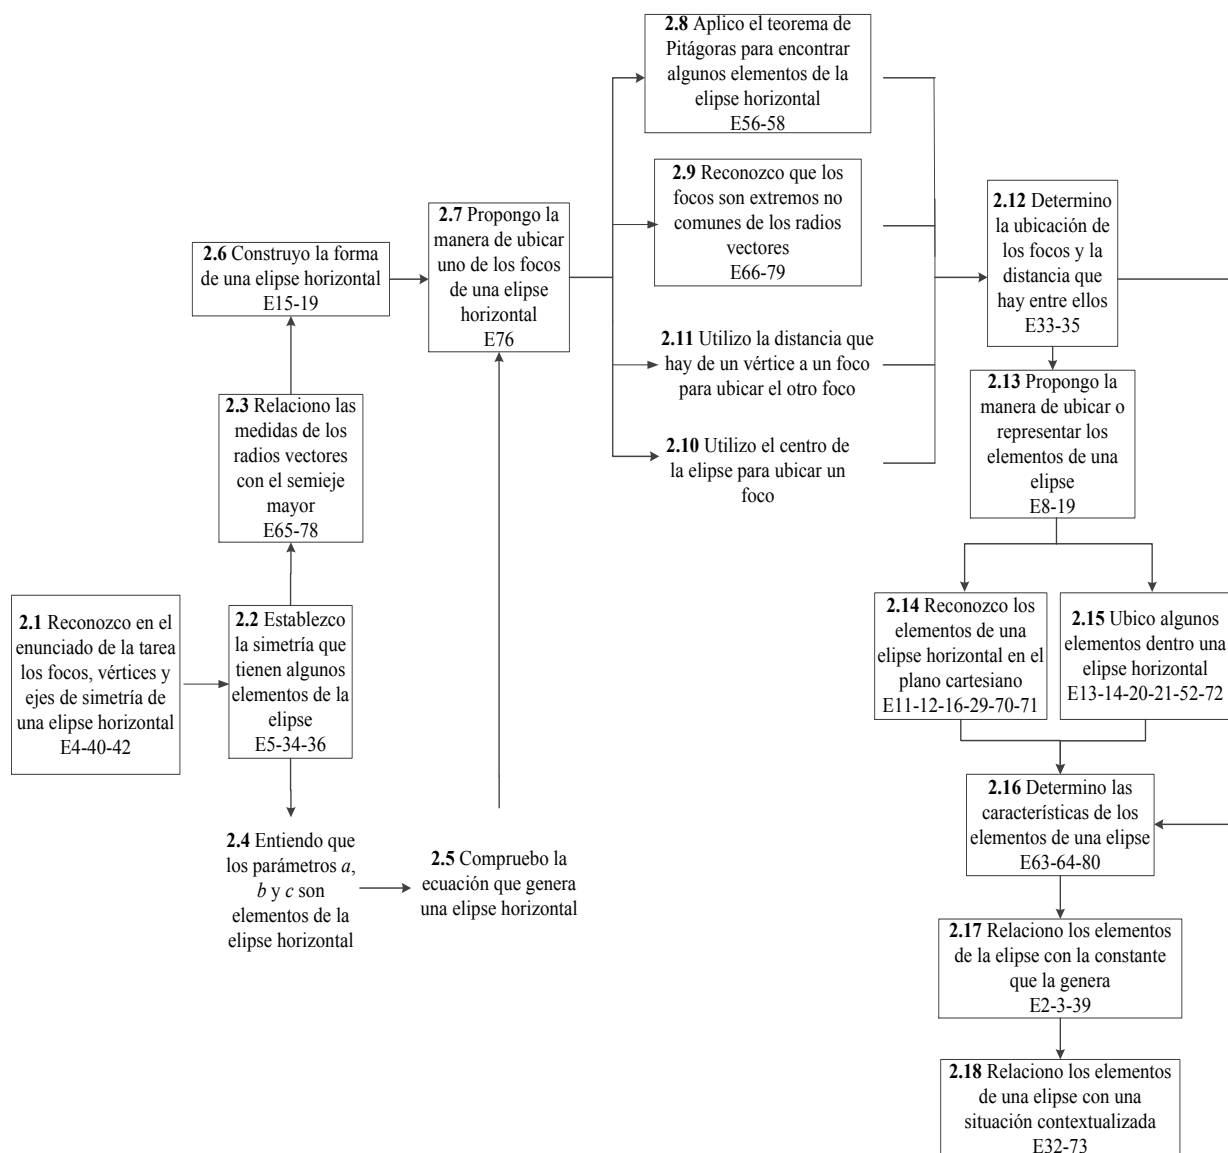 2.1 Reconozco en el
enunciado de la tarea
los focos, vértices y
ejes de simetría de
una elipse horizontal
E4-40-42
2.2 Establezco
la simetría que
tienen algunos
elementos de la
elipse
E5-34-36
2.3 Relaciono las
medidas de los
radios vectores
con el semieje
mayor
E65-78
2.4 Entiendo que
los parámetros a,
b y c son
elementos de la
elipse horizontal
2.5 Compruebo la
ecuación que genera
una elipse horizontal
2.6 Construyo la forma
de una elipse horizontal
E15-19
2.7 Propongo la
manera de ubicar
uno de los focos
de una elipse
horizontal
E76
2.8 Aplico el teorema de
Pitágoras para encontrar
algunos elementos de la
elipse horizontal
E56-58
2.9 Reconozco que los
focos son extremos no
comunes de los radios
vectores
E66-79
2.11 Utilizo la distancia que
hay de un vértice a un foco
para ubicar el otro foco
2.10 Utilizo el centro de
la elipse para ubicar un
foco
2.12 Determino
la ubicación de
los focos y la
distancia que
hay entre ellos
E33-35
2.13 Propongo la
manera de ubicar o
representar los
elementos de una
elipse
E8-19
2.14 Reconozco los
elementos de una
elipse horizontal en el
plano cartesiano
E11-12-16-29-70-71
2.15 Ubico algunos
elementos dentro una
elipse horizontal
E13-14-20-21-52-72
2.16 Determino las
carácterísticas de los
elementos de una elipse
E63-64-80
2.17 Relaciono los elementos
de la elipse con la constante
que la genera
E2-3-39
2.18 Relaciono los elementos
de una elipse con una
situación contextualizada
E32-73